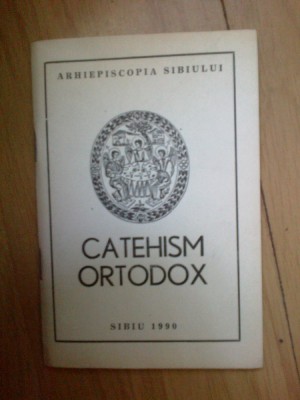 ARHIEPISCOPIA SIBIULUI
CATEHISM
ORTODOX
SIBIU 1990